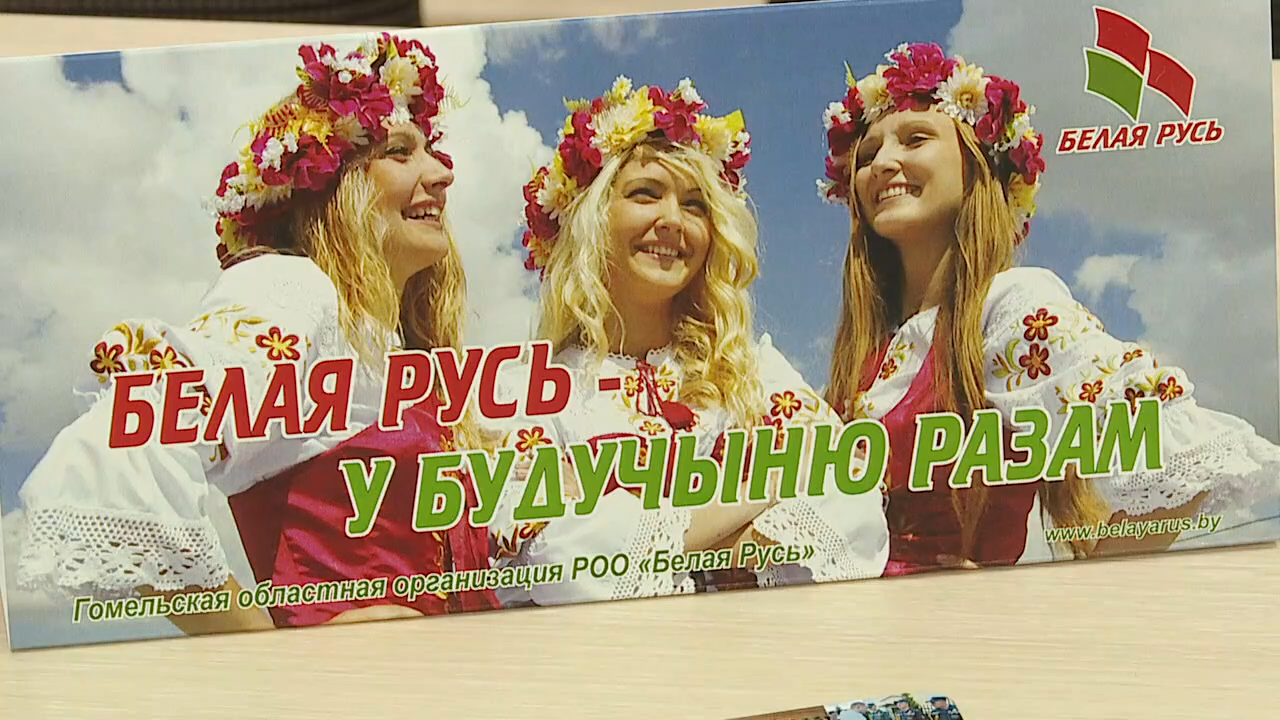 БЕЛАЯ РУСЬ
БЕЛАЯ РУСЬ -
У БУДУЧЫНЮ РАЗАМ
www.belayarus.by
Гомельская областная организация РОО «Белая Русь»